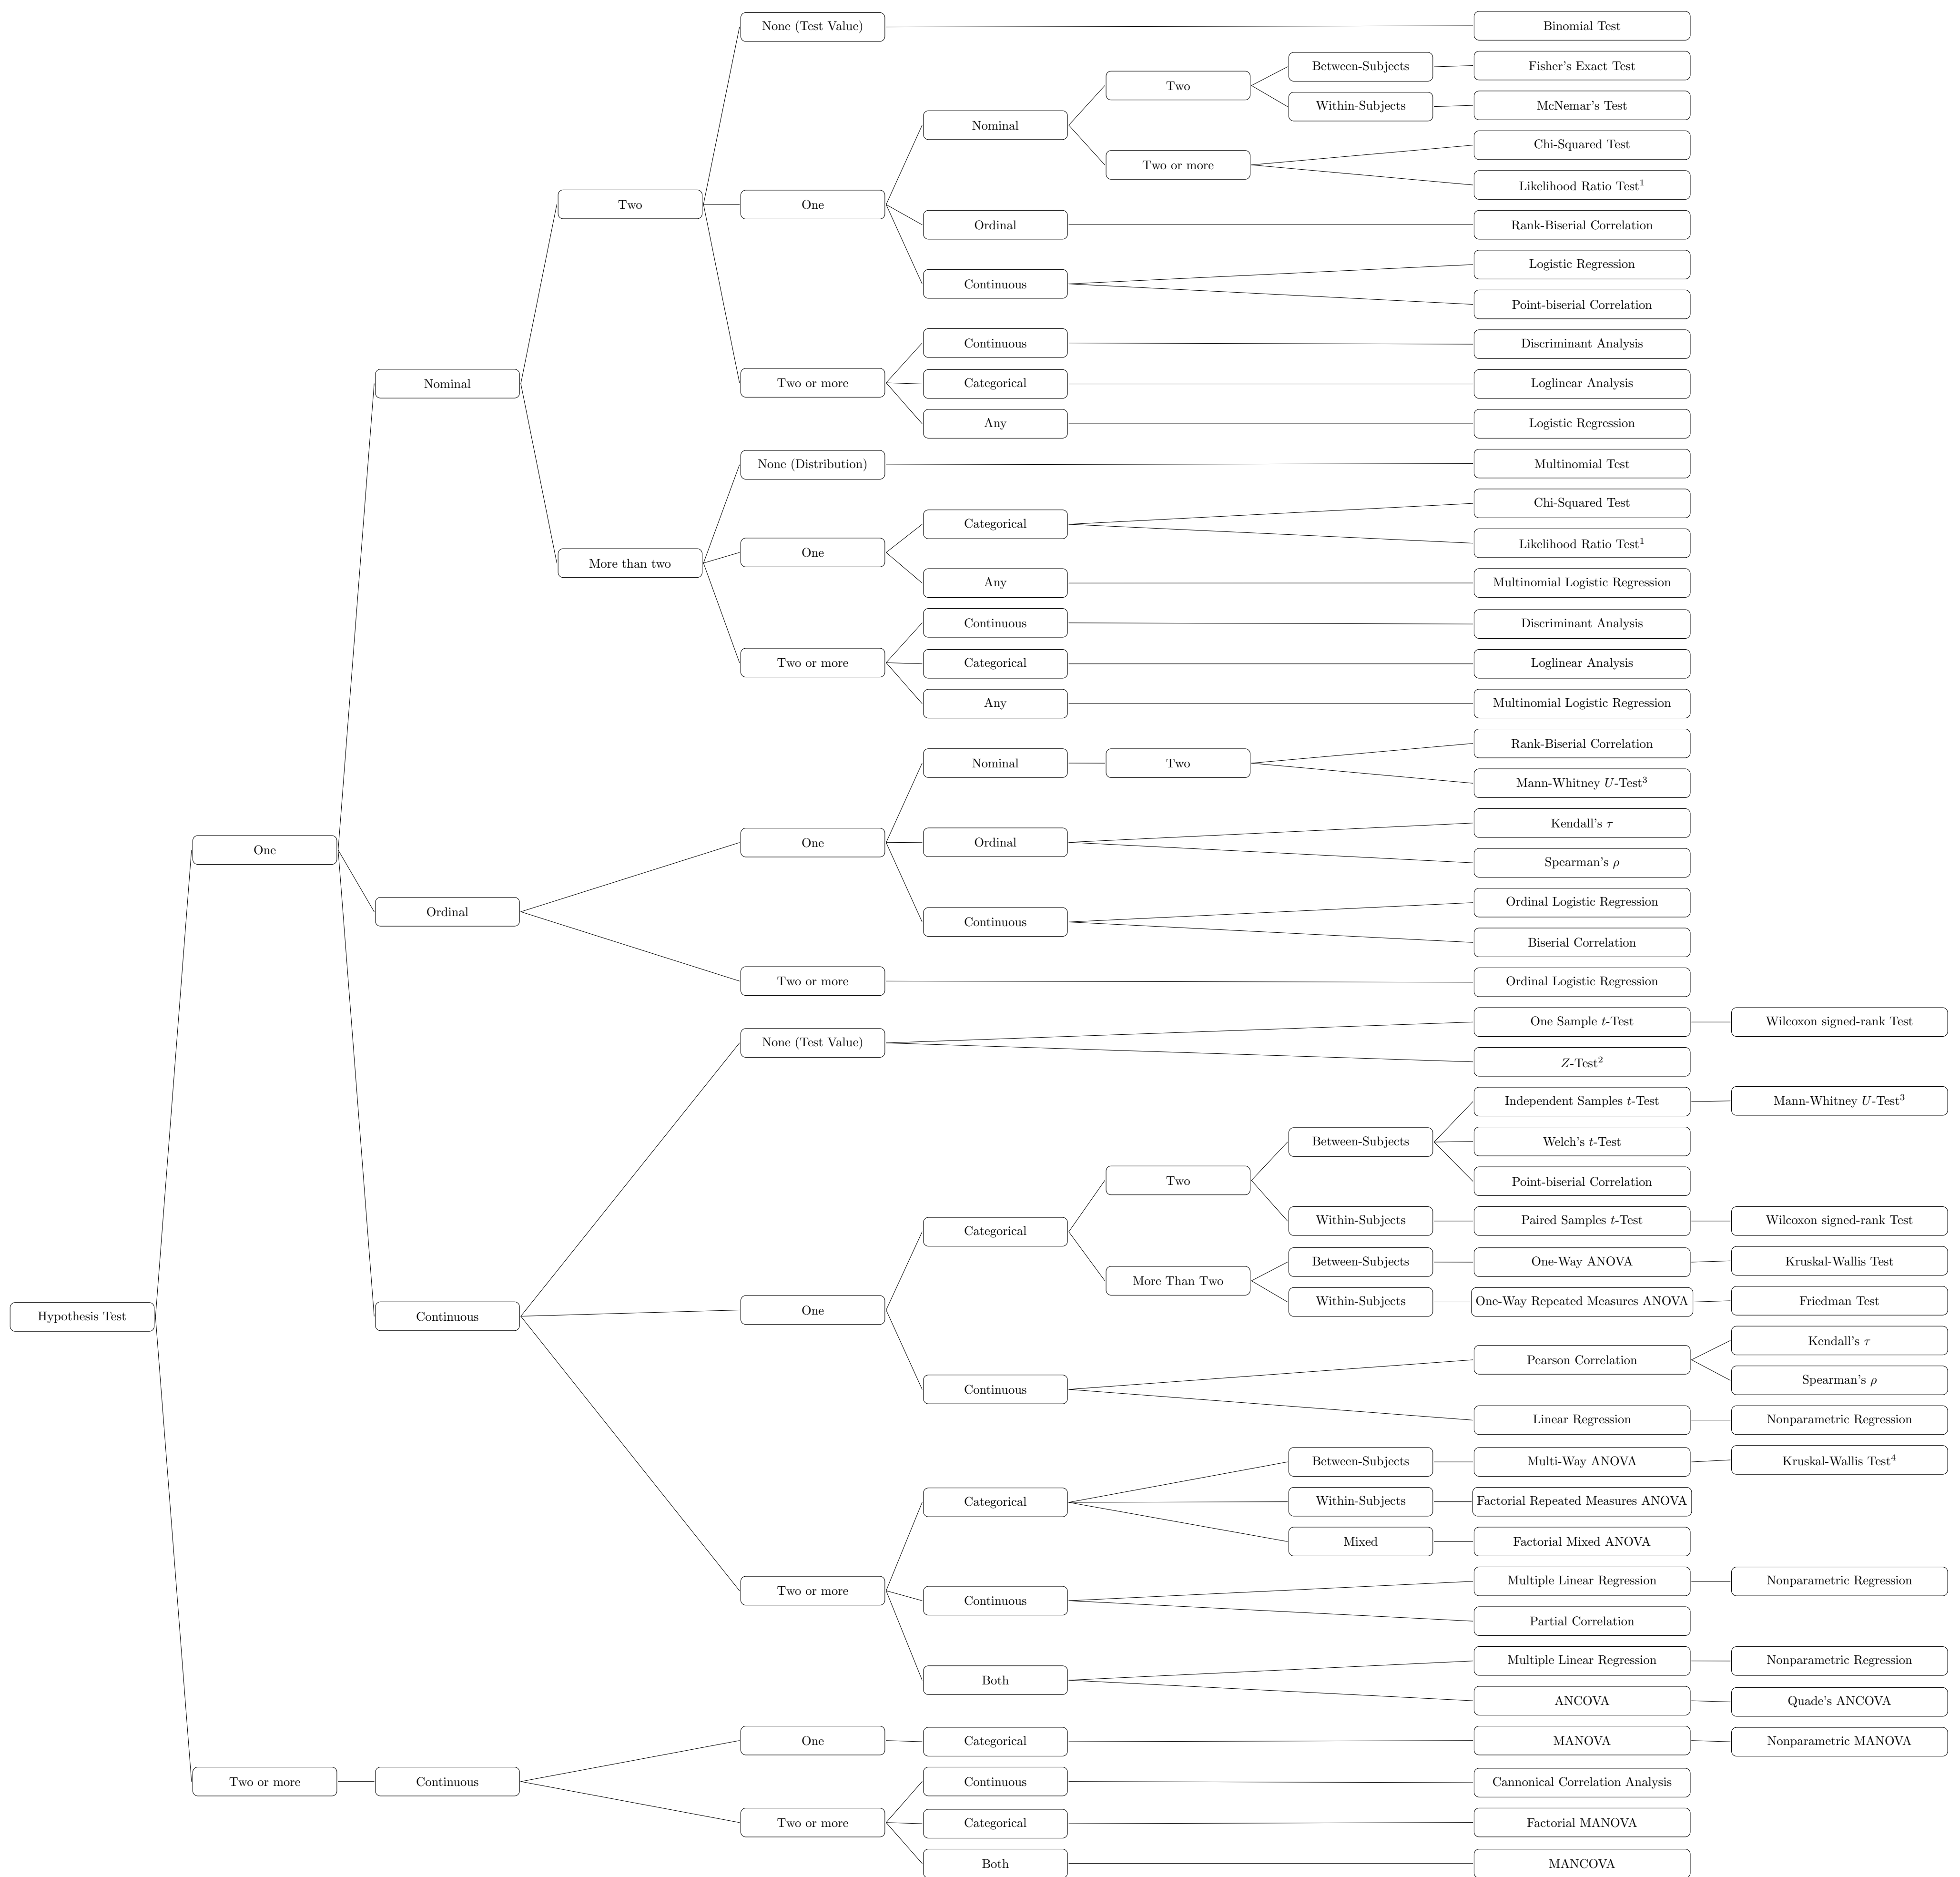 None (Test Value)
Binomial Test
Between-Subjects
Fisher's Exact Test
Two
Within-Subjects
McNemar's Test
Nominal
Chi-Squared Test
Two or more
Likelihood Ratio Test¹
Two
One
Ordinal
Rank-Biserial Correlation
Logistic Regression
Continuous
Point-biserial Correlation
Continuous
Discriminant Analysis
Nominal
Two or more
Categorical
Loglinear Analysis
Any
Logistic Regression
None (Distribution)
Multinomial Test
Chi-Squared Test
Categorical
Likelihood Ratio Test¹
More than two
One
Any
Multinomial Logistic Regression
Continuous
Discriminant Analysis
Two or more
Categorical
Loglinear Analysis
Any
Multinomial Logistic Regression
Rank-Biserial Correlation
Nominal
Two
Mann-Whitney U-Test³
Kendall's τ
One
One
Ordinal
Spearman's ρ
Ordinal Logistic Regression
Ordinal
Continuous
Biserial Correlation
Two or more
Ordinal Logistic Regression
None (Test Value)
One Sample t-Test
Wilcoxon signed-rank Test
Z-Test²
Independent Samples t-Test
Mann-Whitney U-Test³
Between-Subjects
Welch's t-Test
Two
Point-biserial Correlation
Within-Subjects
Paired Samples t-Test
Wilcoxon signed-rank Test
Categorical
Between-Subjects
One-Way ANOVA
Kruskal-Wallis Test
More Than Two
Within-Subjects
One-Way Repeated Measures ANOVA
Friedman Test
Hypothesis Test
Continuous
One
Kendall's τ
Pearson Correlation
Spearman's ρ
Continuous
Linear Regression
Nonparametric Regression
Between-Subjects
Multi-Way ANOVA
Kruskal-Wallis Test⁴
Categorical
Within-Subjects
Factorial Repeated Measures ANOVA
Mixed
Factorial Mixed ANOVA
Two or more
Multiple Linear Regression
Nonparametric Regression
Continuous
Partial Correlation
Multiple Linear Regression
Nonparametric Regression
Both
ANCOVA
Quade's ANCOVA
One
Categorical
MANOVA
Nonparametric MANOVA
Two or more
Continuous
Continuous
Cannonical Correlation Analysis
Two or more
Categorical
Factorial MANOVA
Both
MANCOVA